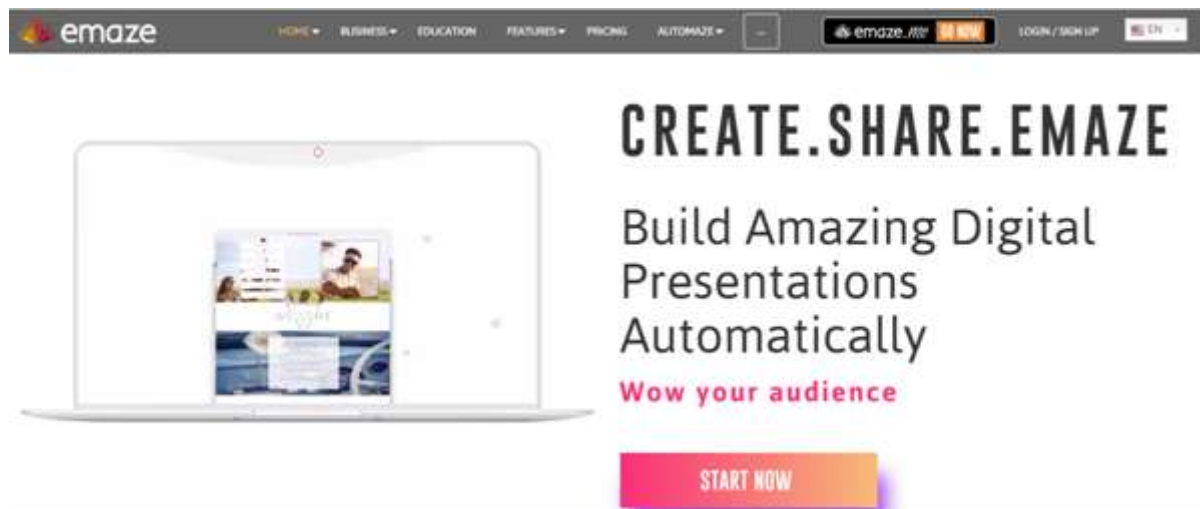 emaze
HOME BUSINESS EDUCATION FEATURES PRICING AUTOMATE ... emaze GO NOW LOGIN / SIGN UP EN
CREATE.SHARE.EMAZE
Build Amazing Digital
Presentations
Automatically
Wow your audience
START NOW